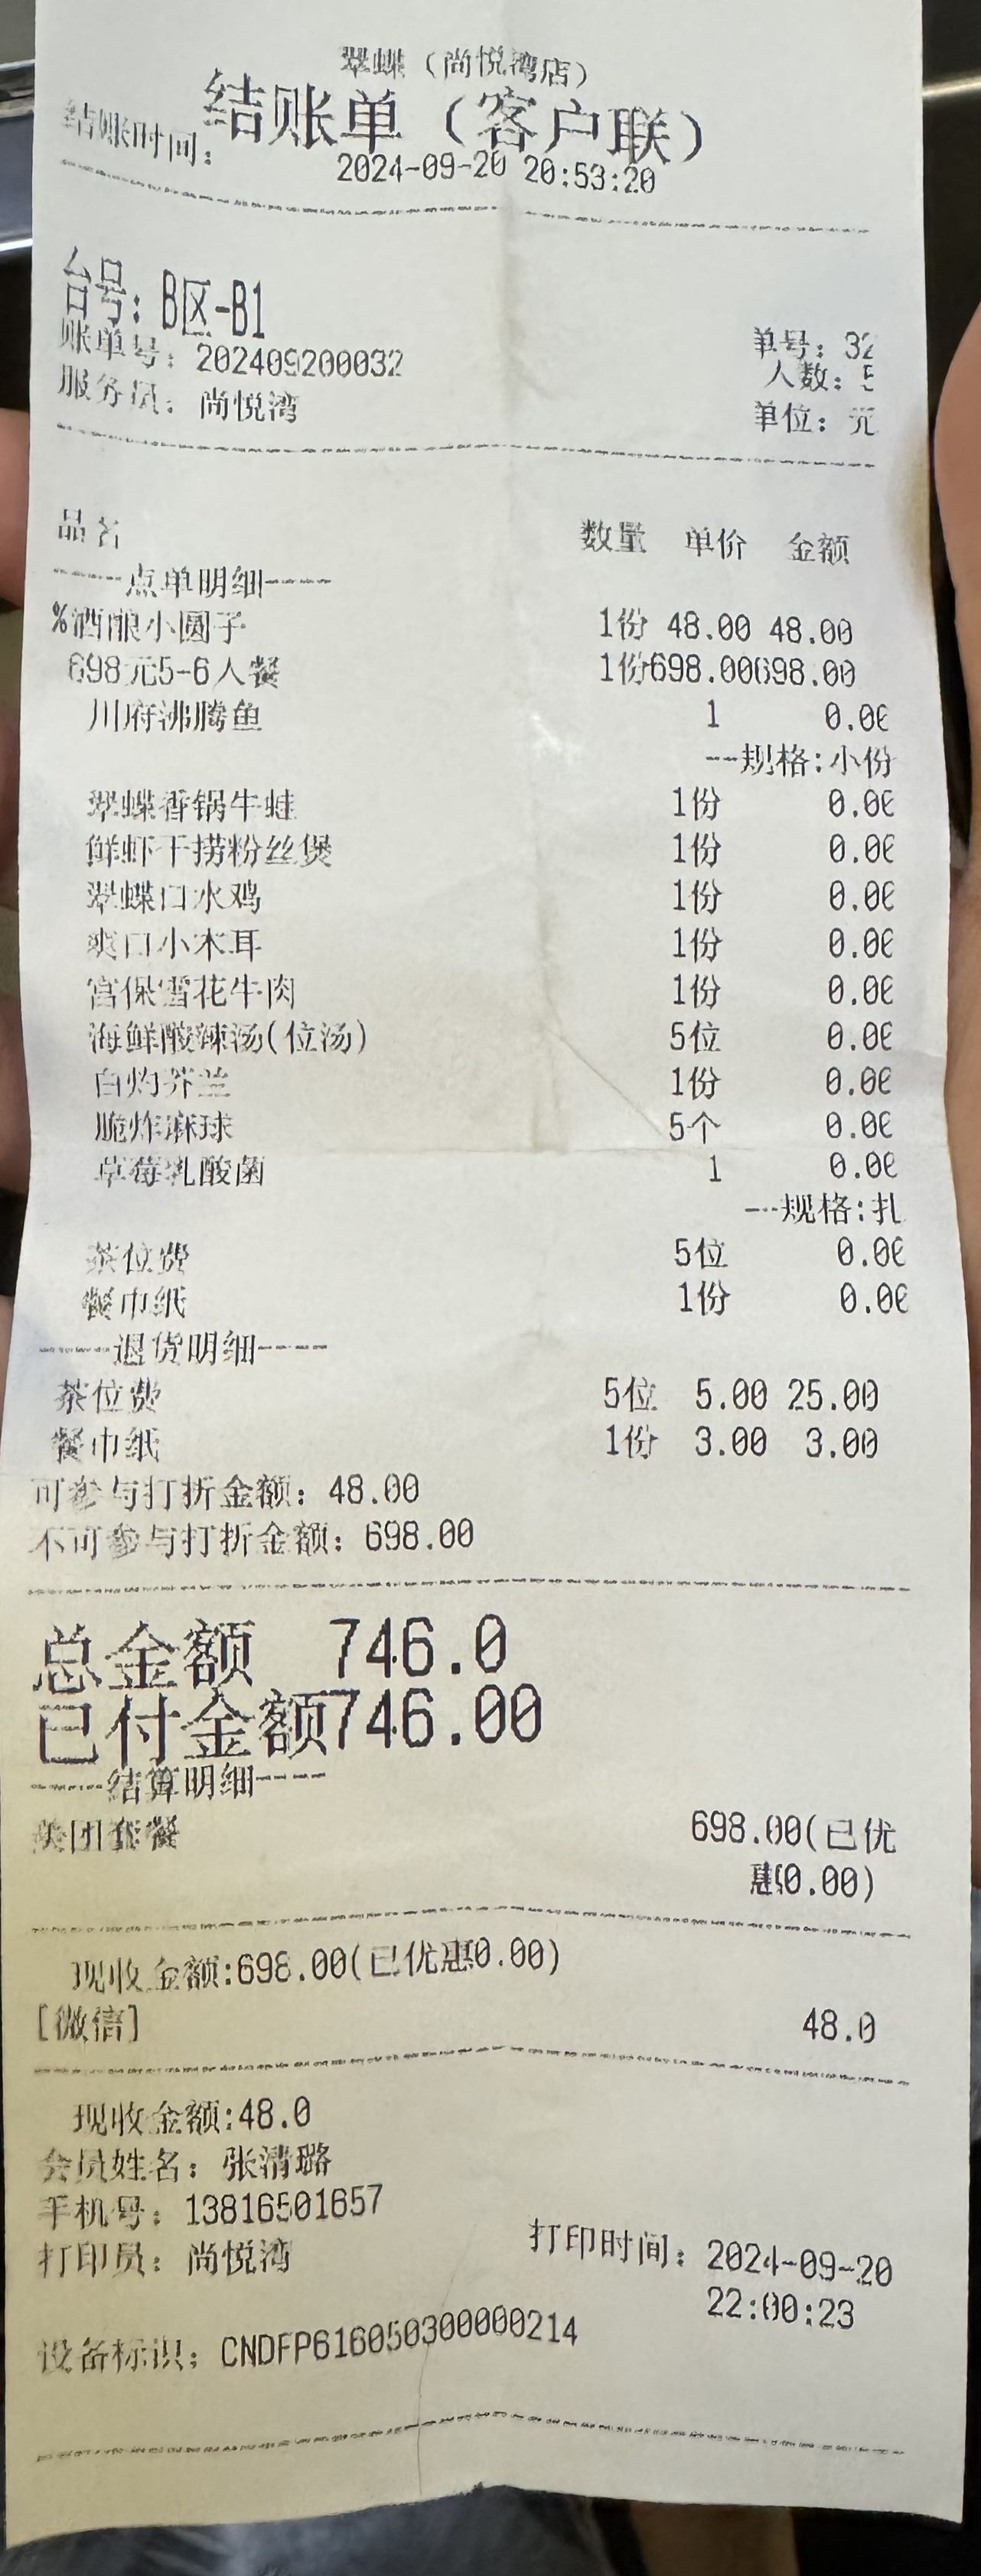 翠蝶（尚悦湾店）
结账单（客户联）
结账时间：
2024-09-20 20:53:20
台号：B区-B1
账单号：202409200032 单号：32
服务员：尚悦湾 人数：5
单位：元
品名 数量 单价 金额
-----点单明细-----
%酒酿小圆子 1份 48.00 48.00
698元5-6人餐 1份698.00698.00
川府沸腾鱼 1 0.00
--规格:小份
翠蝶香锅牛蛙 1份 0.00
鲜虾干捞粉丝煲 1份 0.00
翠蝶口水鸡 1份 0.00
爽口小木耳 1份 0.00
宫保雪花牛肉 1份 0.00
海鲜酸辣汤(位汤) 5位 0.00
白灼芥兰 1份 0.00
脆炸麻球 5个 0.00
草莓乳酸菌 1 0.00
--规格:扎
茶位费 5位 0.00
餐巾纸 1份 0.00
-----退货明细-----
茶位费 5位 5.00 25.00
餐巾纸 1份 3.00 3.00
可参与打折金额：48.00
不可参与打折金额：698.00
总金额 746.0
已付金额746.00
-----结算明细-----
美团套餐 698.00(已优
惠0.00)
现收金额:698.00(已优惠0.00)
[微信] 48.0
现收金额:48.0
会员姓名：张清璐
手机号：13816501657
打印员：尚悦湾 打印时间：2024-09-20
22:00:23
设备标识：CNDFP616050300000214